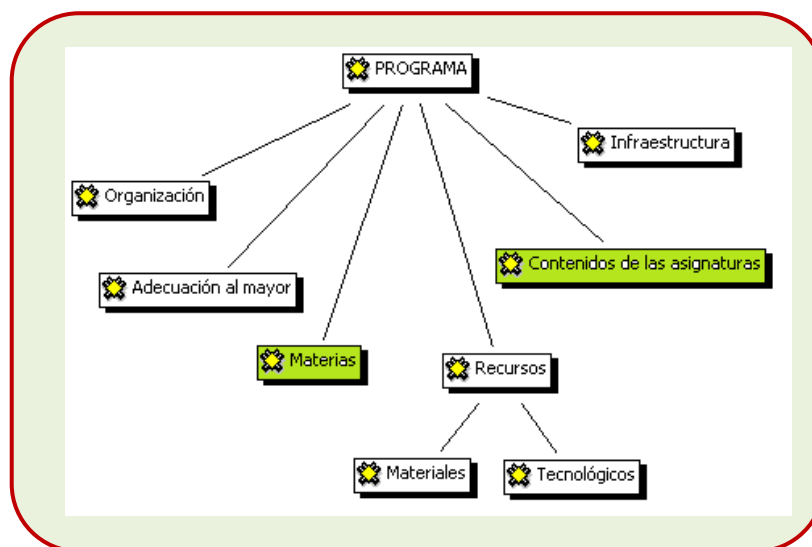 PROGRAMA
Infraestructura
Organización
Contenidos de las asignaturas
Adecuación al mayor
Materias
Recursos
Materiales
Tecnológicos